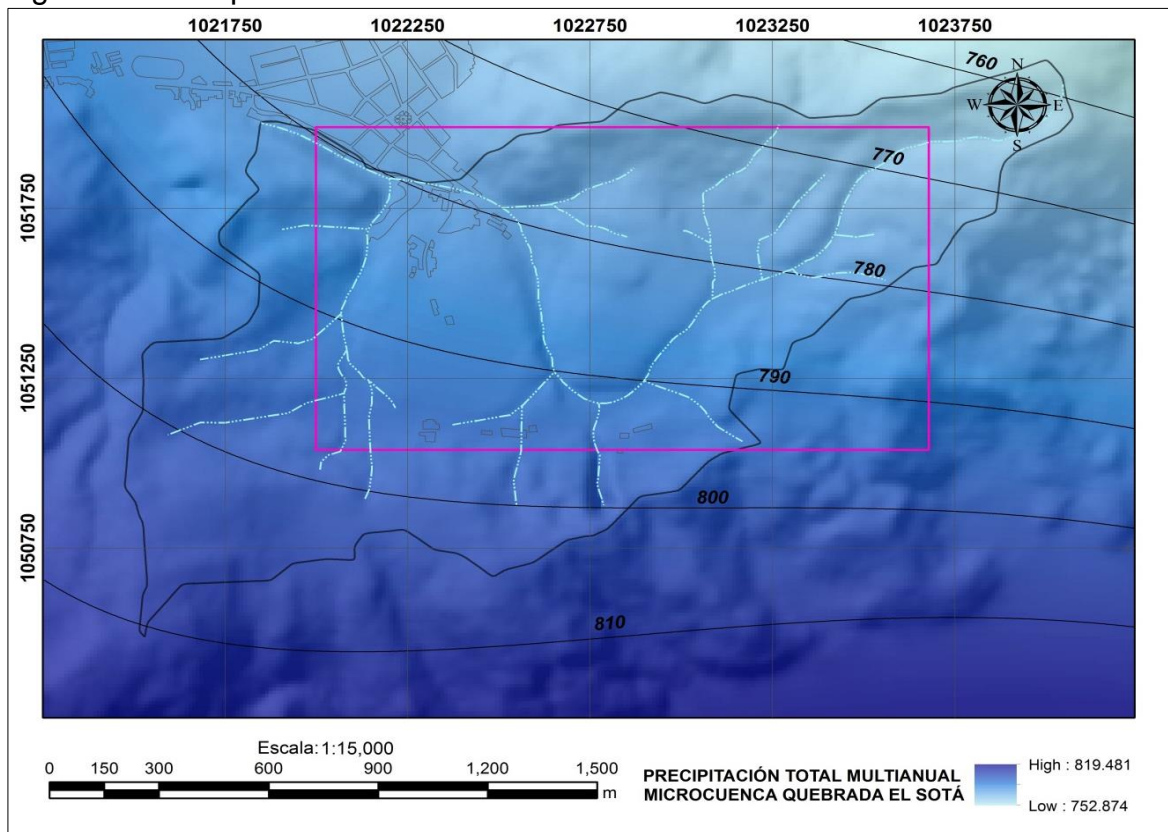 1021750 1022250 1022750 1023250 1023750
760
N
W E
S
770
1051750
780
790
1051250
800
1050750
810
Escala: 1:15,000
0 150 300 600 900 1,200 1,500
m
PRECIPITACIÓN TOTAL MULTIANUAL
MICROCUENCA QUEBRADA EL SOTÁ
High : 819.481
Low : 752.874